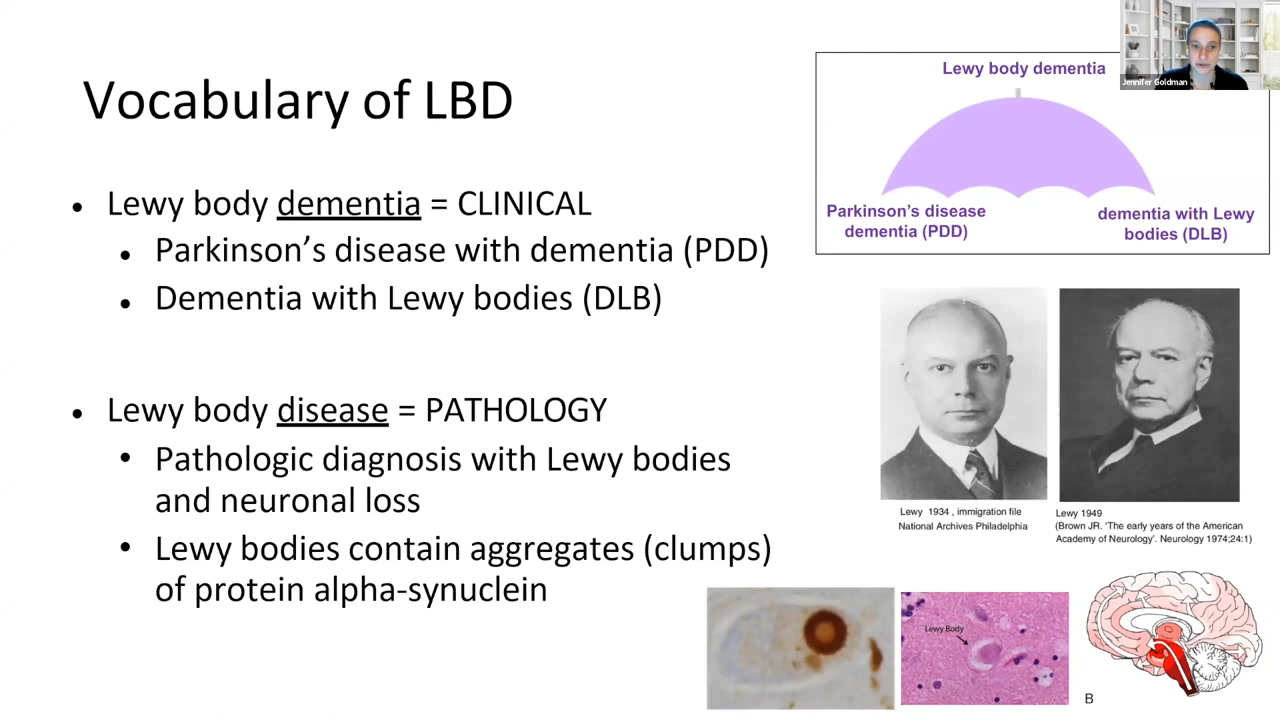 Vocabulary of LBD
Lewy body dementia = CLINICAL
Parkinson's disease with dementia (PDD)
Dementia with Lewy bodies (DLB)
Lewy body disease = PATHOLOGY
Pathologic diagnosis with Lewy bodies
and neuronal loss
Lewy bodies contain aggregates (clumps)
of protein alpha-synuclein
Lewy body dementia
Parkinson's disease
dementia (PDD)
dementia with Lewy
bodies (DLB)
Jennifer Goldman
Lewy 1934 , immigration file
National Archives Philadelphia
Lewy 1949
(Brown JR. 'The early years of the American
Academy of Neurology'. Neurology 1974;24:1)
Lewy Body
B